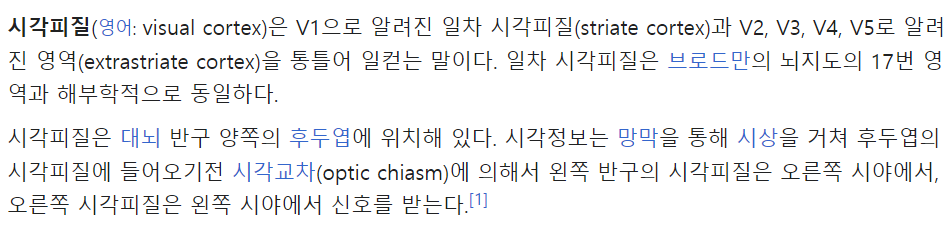 시각피질(영어: visual cortex)은 V1으로 알려진 일차 시각피질(striate cortex)과 V2, V3, V4, V5로 알려
진 영역(extrastriate cortex)을 통틀어 일컫는 말이다. 일차 시각피질은 브로드만의 뇌지도의 17번 영
역과 해부학적으로 동일하다.
시각피질은 대뇌 반구 양쪽의 후두엽에 위치해 있다. 시각정보는 망막을 통해 시상을 거쳐 후두엽의
시각피질에 들어오기전 시각교차(optic chiasm)에 의해서 왼쪽 반구의 시각피질은 오른쪽 시야에서,
오른쪽 시각피질은 왼쪽 시야에서 신호를 받는다.[1]